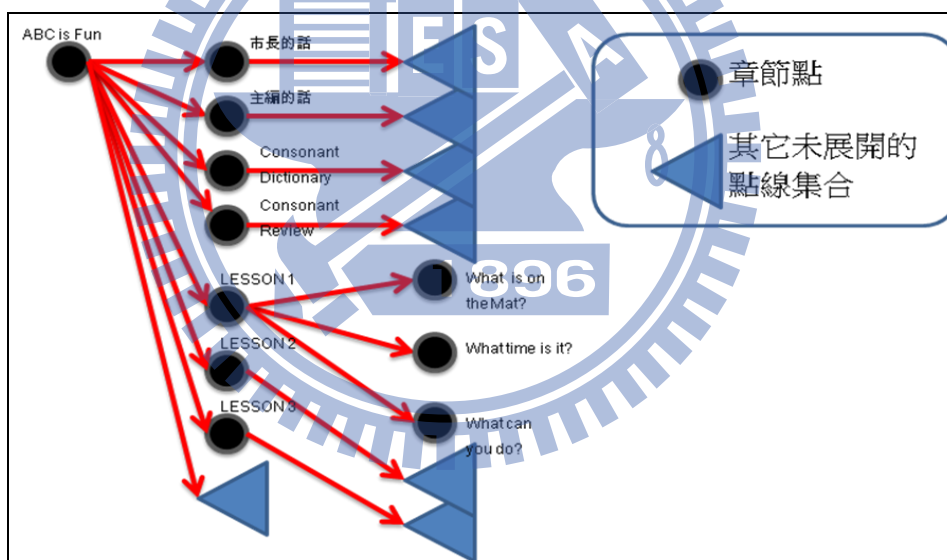 ABC is Fun
市長的話
主編的話
Consonant
Dictionary
Consonant
Review
LESSON 1
What is on
the Mat?
What time is it?
LESSON 2
LESSON 3
What can
you do?
章節點
其它未展開的
點線集合
E S A
8
1896